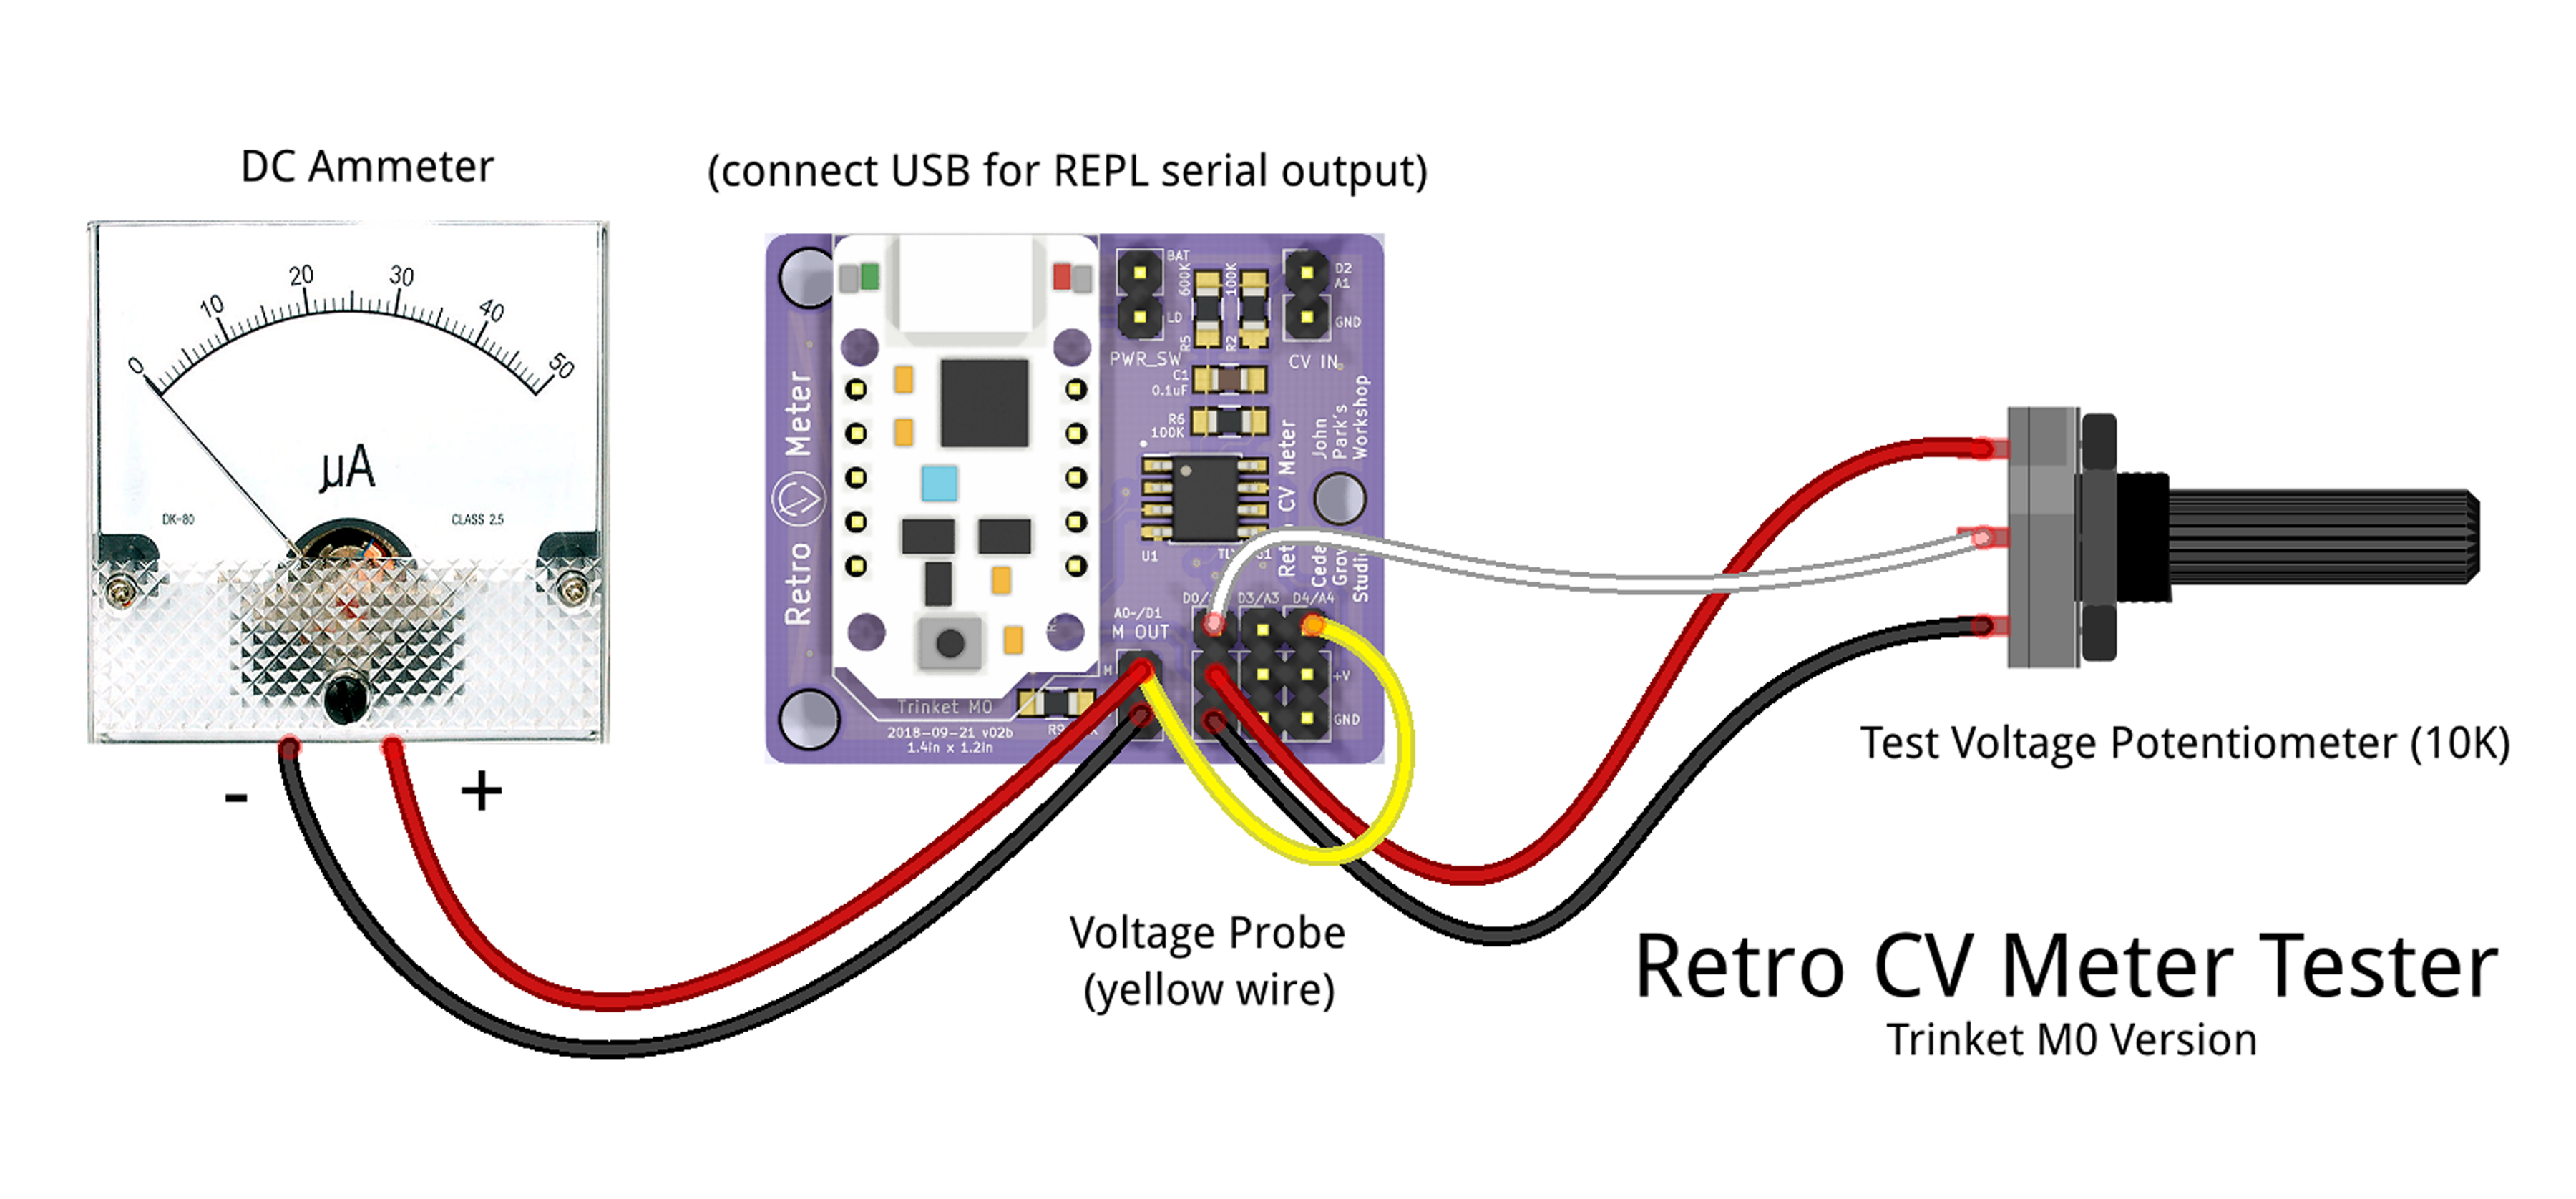 DC Ammeter
(connect USB for REPL serial output)
0
10
20
30
40
50
µA
DK-80
CLASS 2.5
-
+
Retro Meter
BAT
LD
PWR_SW
600K
R5
100K
R2
D2
A1
GND
CV IN
C1
0.1uF
R6
100K
U1
Retro CV Meter
John
Park's
Workshop
A0-/D1
M OUT
M
D3/A3
D4/A4
+V
GND
Trinket M0
2018-09-21 v02b
1.4in x 1.2in
R9
Test Voltage Potentiometer (10K)
Voltage Probe
(yellow wire)
Retro CV Meter Tester
Trinket M0 Version